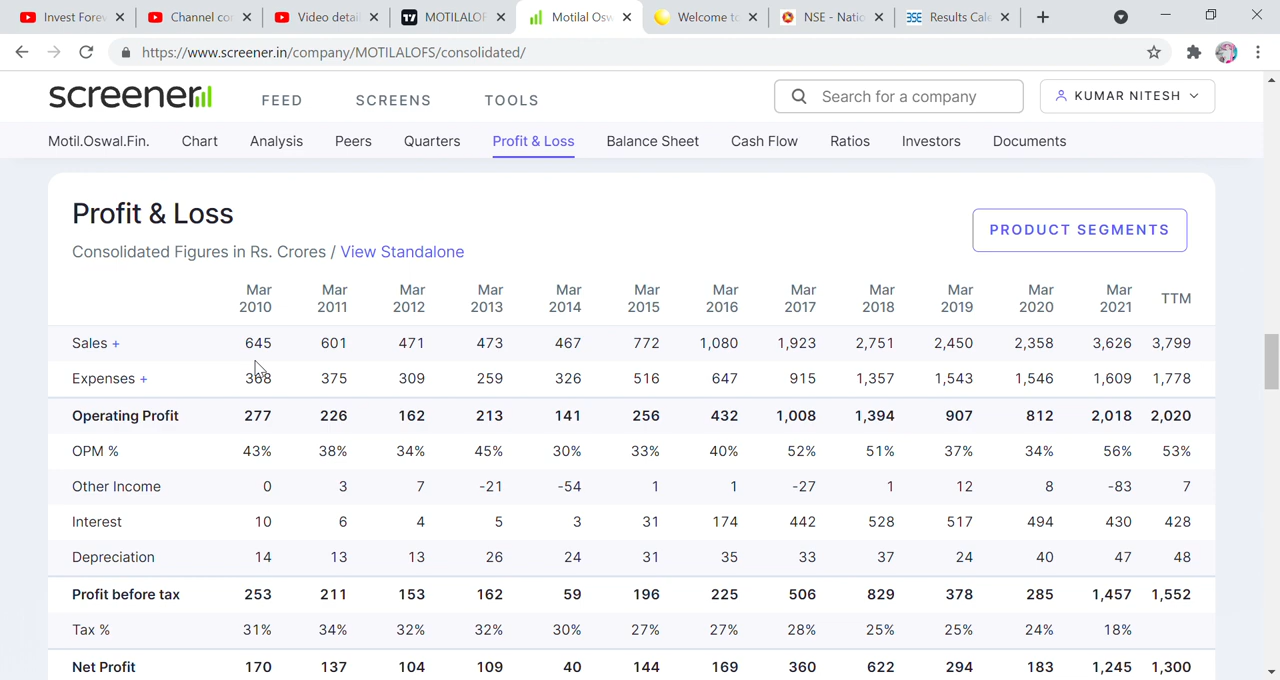 Invest Forev
Channel co
Video detail
MOTILALOF
Motilal Osw
Welcome to
NSE - Natio
BSE Results Cale
https://www.screener.in/company/MOTILALOFS/consolidated/
screener
FEED SCREENS TOOLS
Search for a company
KUMAR NITESH
Motil.Oswal.Fin. Chart Analysis Peers Quarters Profit & Loss Balance Sheet Cash Flow Ratios Investors Documents
Profit & Loss
PRODUCT SEGMENTS
Consolidated Figures in Rs. Crores / View Standalone
Mar 2010 Mar 2011 Mar 2012 Mar 2013 Mar 2014 Mar 2015 Mar 2016 Mar 2017 Mar 2018 Mar 2019 Mar 2020 Mar 2021 TTM
Sales + 645 601 471 473 467 772 1,080 1,923 2,751 2,450 2,358 3,626 3,799
Expenses + 368 375 309 259 326 516 647 915 1,357 1,543 1,546 1,609 1,778
Operating Profit 277 226 162 213 141 256 432 1,008 1,394 907 812 2,018 2,020
OPM % 43% 38% 34% 45% 30% 33% 40% 52% 51% 37% 34% 56% 53%
Other Income 0 3 7 -21 -54 1 1 -27 1 12 8 -83 7
Interest 10 6 4 5 3 31 174 442 528 517 494 430 428
Depreciation 14 13 13 26 24 31 35 33 37 24 40 47 48
Profit before tax 253 211 153 162 59 196 225 506 829 378 285 1,457 1,552
Tax % 31% 34% 32% 32% 30% 27% 27% 28% 25% 25% 24% 18%
Net Profit 170 137 104 109 40 144 169 360 622 294 183 1,245 1,300